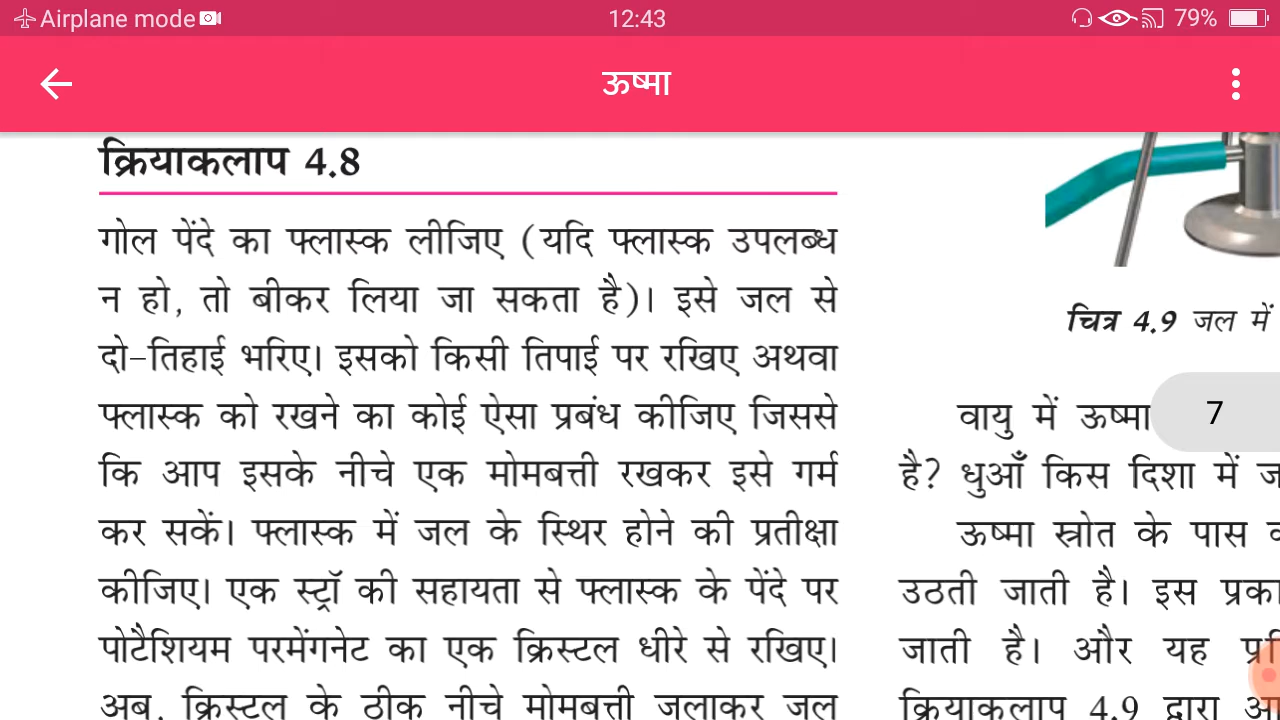 Airplane mode
12:43
79%
ऊष्मा
क्रियाकलाप 4.8
गोल पेंदे का फ्लास्क लीजिए (यदि फ्लास्क उपलब्ध
न हो, तो बीकर लिया जा सकता है)। इसे जल से
दो-तिहाई भरिए। इसको किसी तिपाई पर रखिए अथवा
फ्लास्क को रखने का कोई ऐसा प्रबंध कीजिए जिससे
कि आप इसके नीचे एक मोमबत्ती रखकर इसे गर्म
कर सकें। फ्लास्क में जल के स्थिर होने की प्रतीक्षा
कीजिए। एक स्ट्रॉ की सहायता से फ्लास्क के पेंदे पर
पोटैशियम परमेंगनेट का एक क्रिस्टल धीरे से रखिए।
अब, क्रिस्टल के ठीक नीचे मोमबत्ती जलाकर जल
चित्र 4.9 जल में
7
वायु में ऊष्मा
है? धुआँ किस दिशा में
ऊष्मा स्रोत के पास
उठती जाती है। इस
जाती है। और यह
क्रियाकलाप 4.9 द्वारा